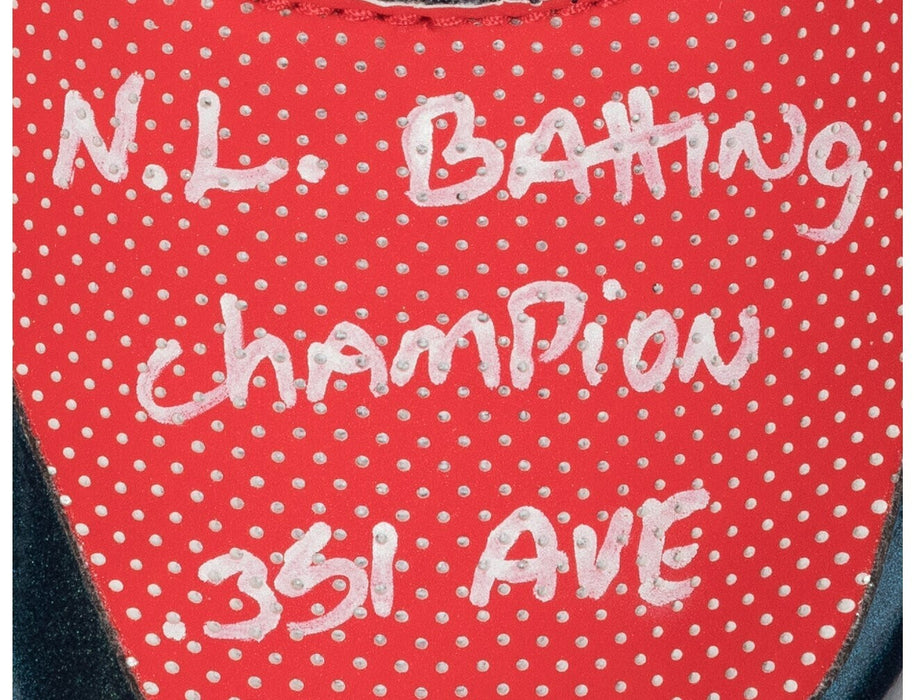 N.L. BAttiNg
chAmPioN
.351 AVE